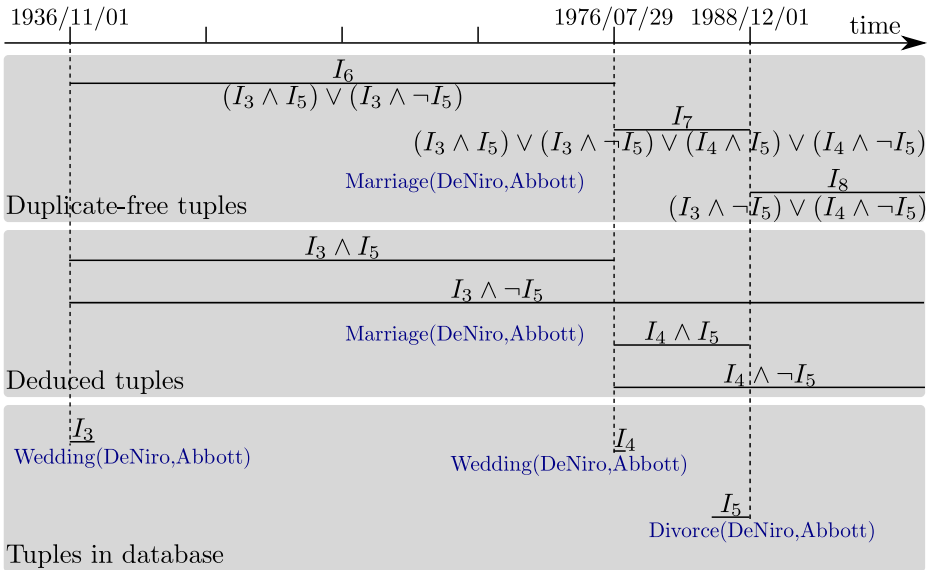 1936/11/01 1976/07/29 1988/12/01
time
I₆
(I₃ ∧ I₅) ∨ (I₃ ∧ ¬I₅)
I₇
(I₃ ∧ I₅) ∨ (I₃ ∧ ¬I₅) ∨ (I₄ ∧ I₅) ∨ (I₄ ∧ ¬I₅)
Marriage(DeNiro,Abbott)
I₈
(I₃ ∧ ¬I₅) ∨ (I₄ ∧ ¬I₅)
Duplicate-free tuples
I₃ ∧ I₅
I₃ ∧ ¬I₅
Marriage(DeNiro,Abbott)
I₄ ∧ I₅
I₄ ∧ ¬I₅
Deduced tuples
I₃
Wedding(DeNiro,Abbott)
I₄
Wedding(DeNiro,Abbott)
I₅
Divorce(DeNiro,Abbott)
Tuples in database